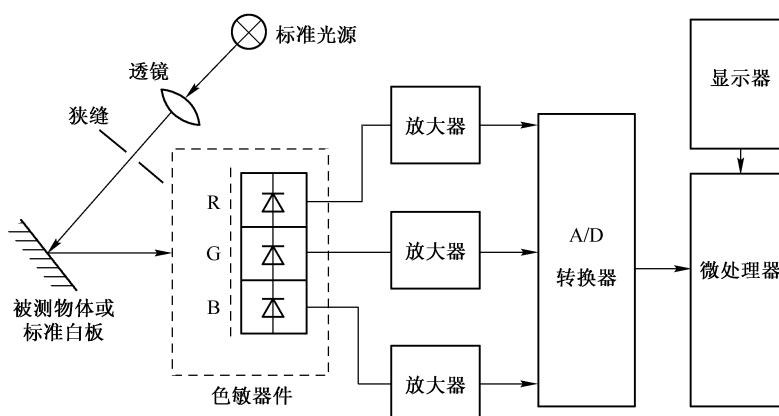 标准光源
透镜
狭缝
被测物体或
标准白板
R
G
B
色敏器件
放大器
放大器
放大器
A/D
转换器
显示器
微处理器